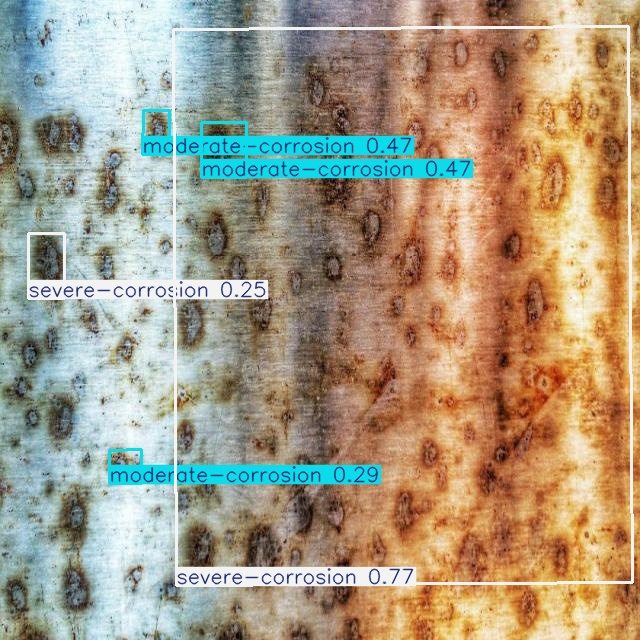 moderate-corrosion 0.47
moderate-corrosion 0.47
severe-corrosion 0.25
moderate-corrosion 0.29
severe-corrosion 0.77